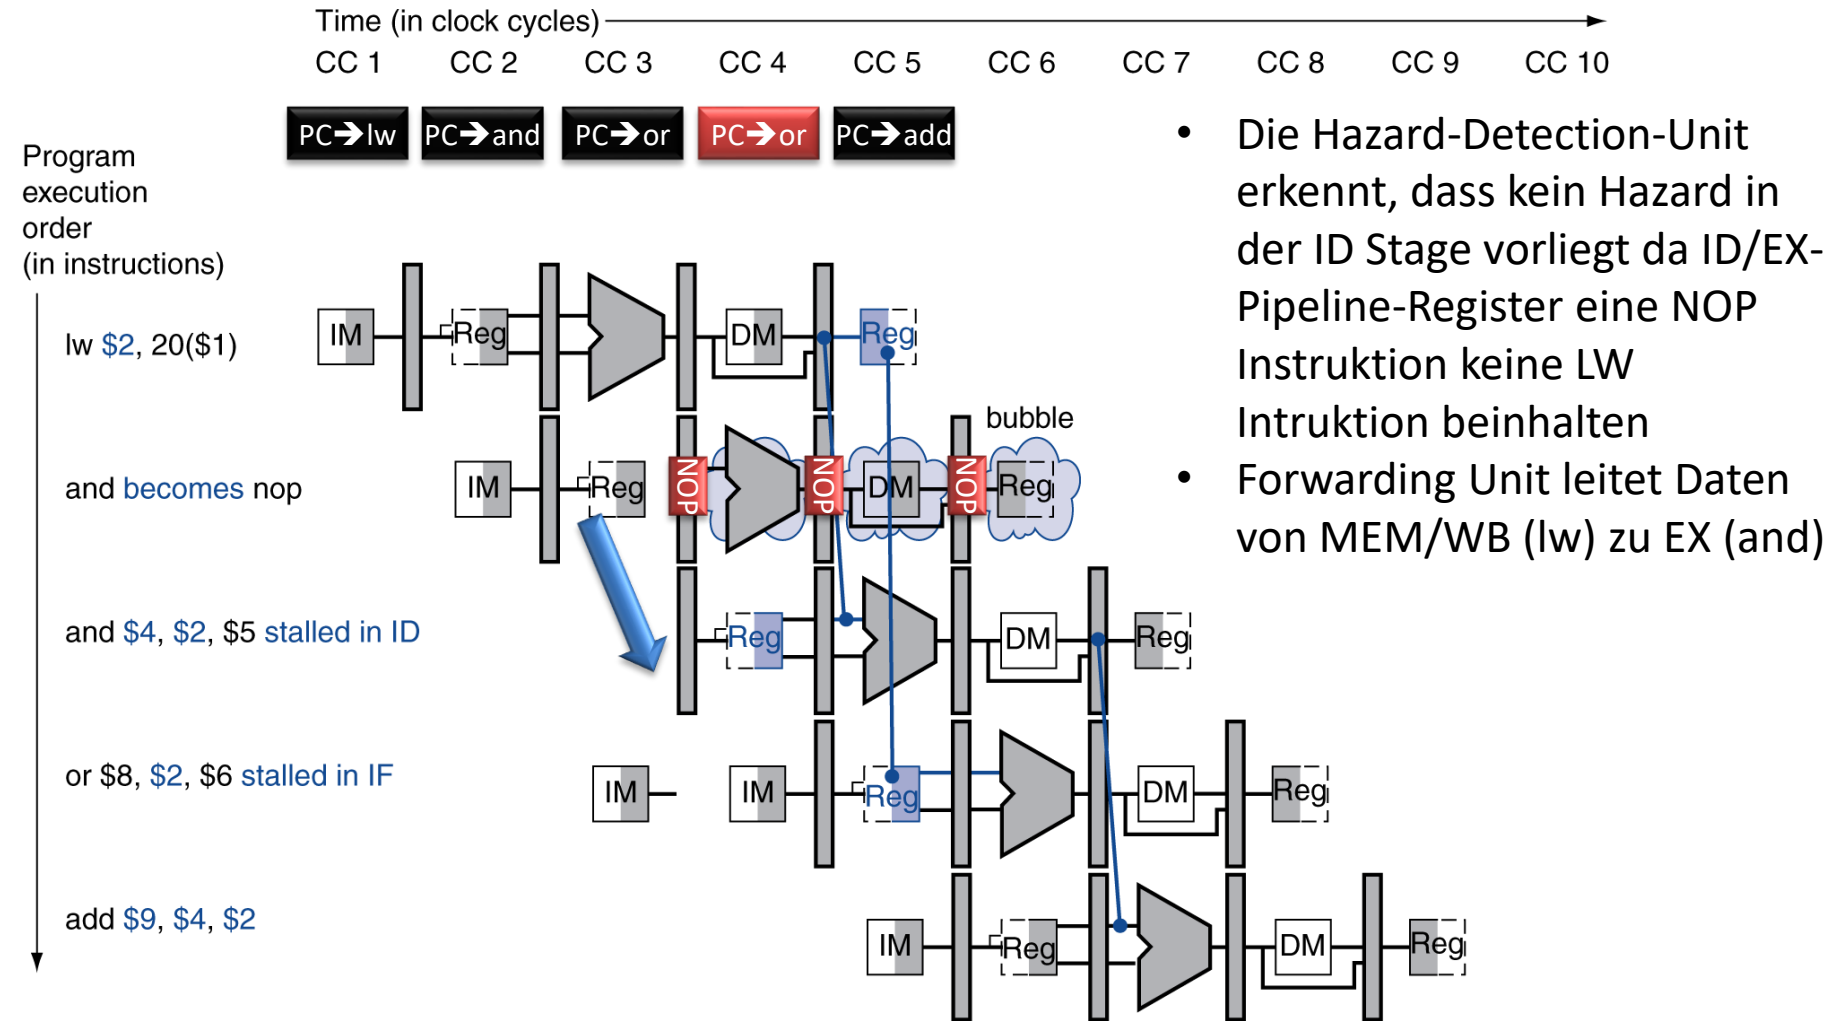 Time (in clock cycles)
CC 1 CC 2 CC 3 CC 4 CC 5 CC 6 CC 7 CC 8 CC 9 CC 10
PC➔lw PC➔and PC➔or PC➔or PC➔add
Program
execution
order
(in instructions)
• Die Hazard-Detection-Unit
erkennt, dass kein Hazard in
der ID Stage vorliegt da ID/EX-
Pipeline-Register eine NOP
Instruktion keine LW
Intruktion beinhalten
• Forwarding Unit leitet Daten
von MEM/WB (lw) zu EX (and)
lw $2, 20($1)
IM Reg DM Reg
bubble
and becomes nop
IM Reg NOP NOP DM NOP Reg
and $4, $2, $5 stalled in ID
Reg DM Reg
or $8, $2, $6 stalled in IF
IM IM Reg DM Reg
add $9, $4, $2
IM Reg DM Reg